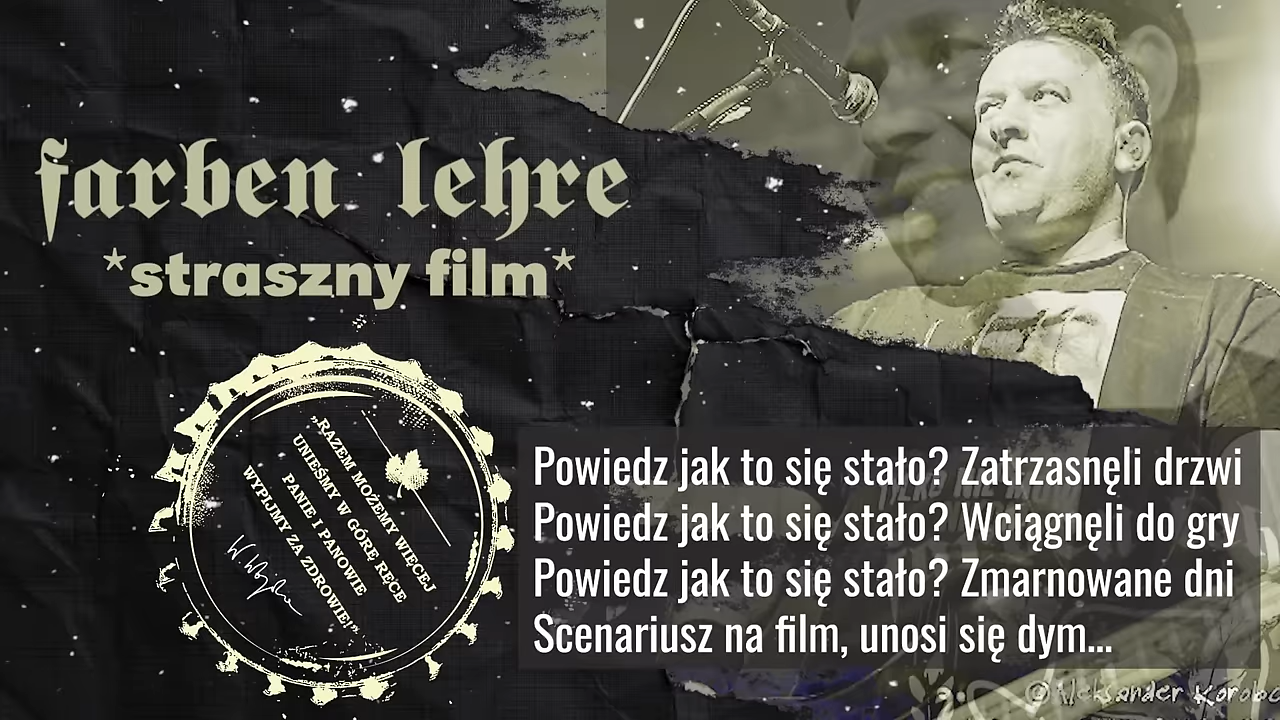 farben lehre
*straszny film*
„RAZEM MOŻEMY WIĘCEJ
UNIEŚMY W GÓRĘ RĘCE
PANIE I PANOWIE
WYPIJMY ZA ZDROWIE!”
Powiedz jak to się stało? Zatrzasnęli drzwi
Powiedz jak to się stało? Wciągnęli do gry
Powiedz jak to się stało? Zmarnowane dni
Scenariusz na film, unosi się dym...
© Aleksander